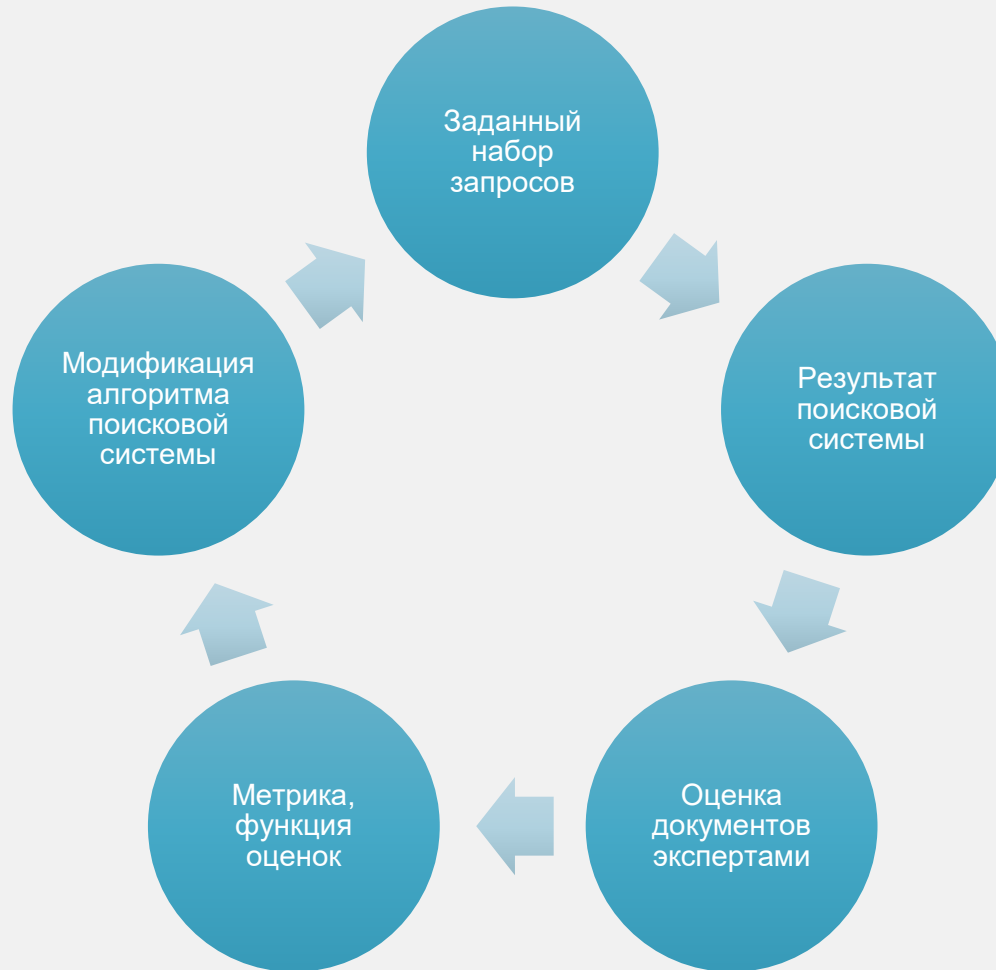 Заданный
набор
запросов
Результат
поисковой
системы
Оценка
документов
экспертами
Метрика,
функция
оценок
Модификация
алгоритма
поисковой
системы